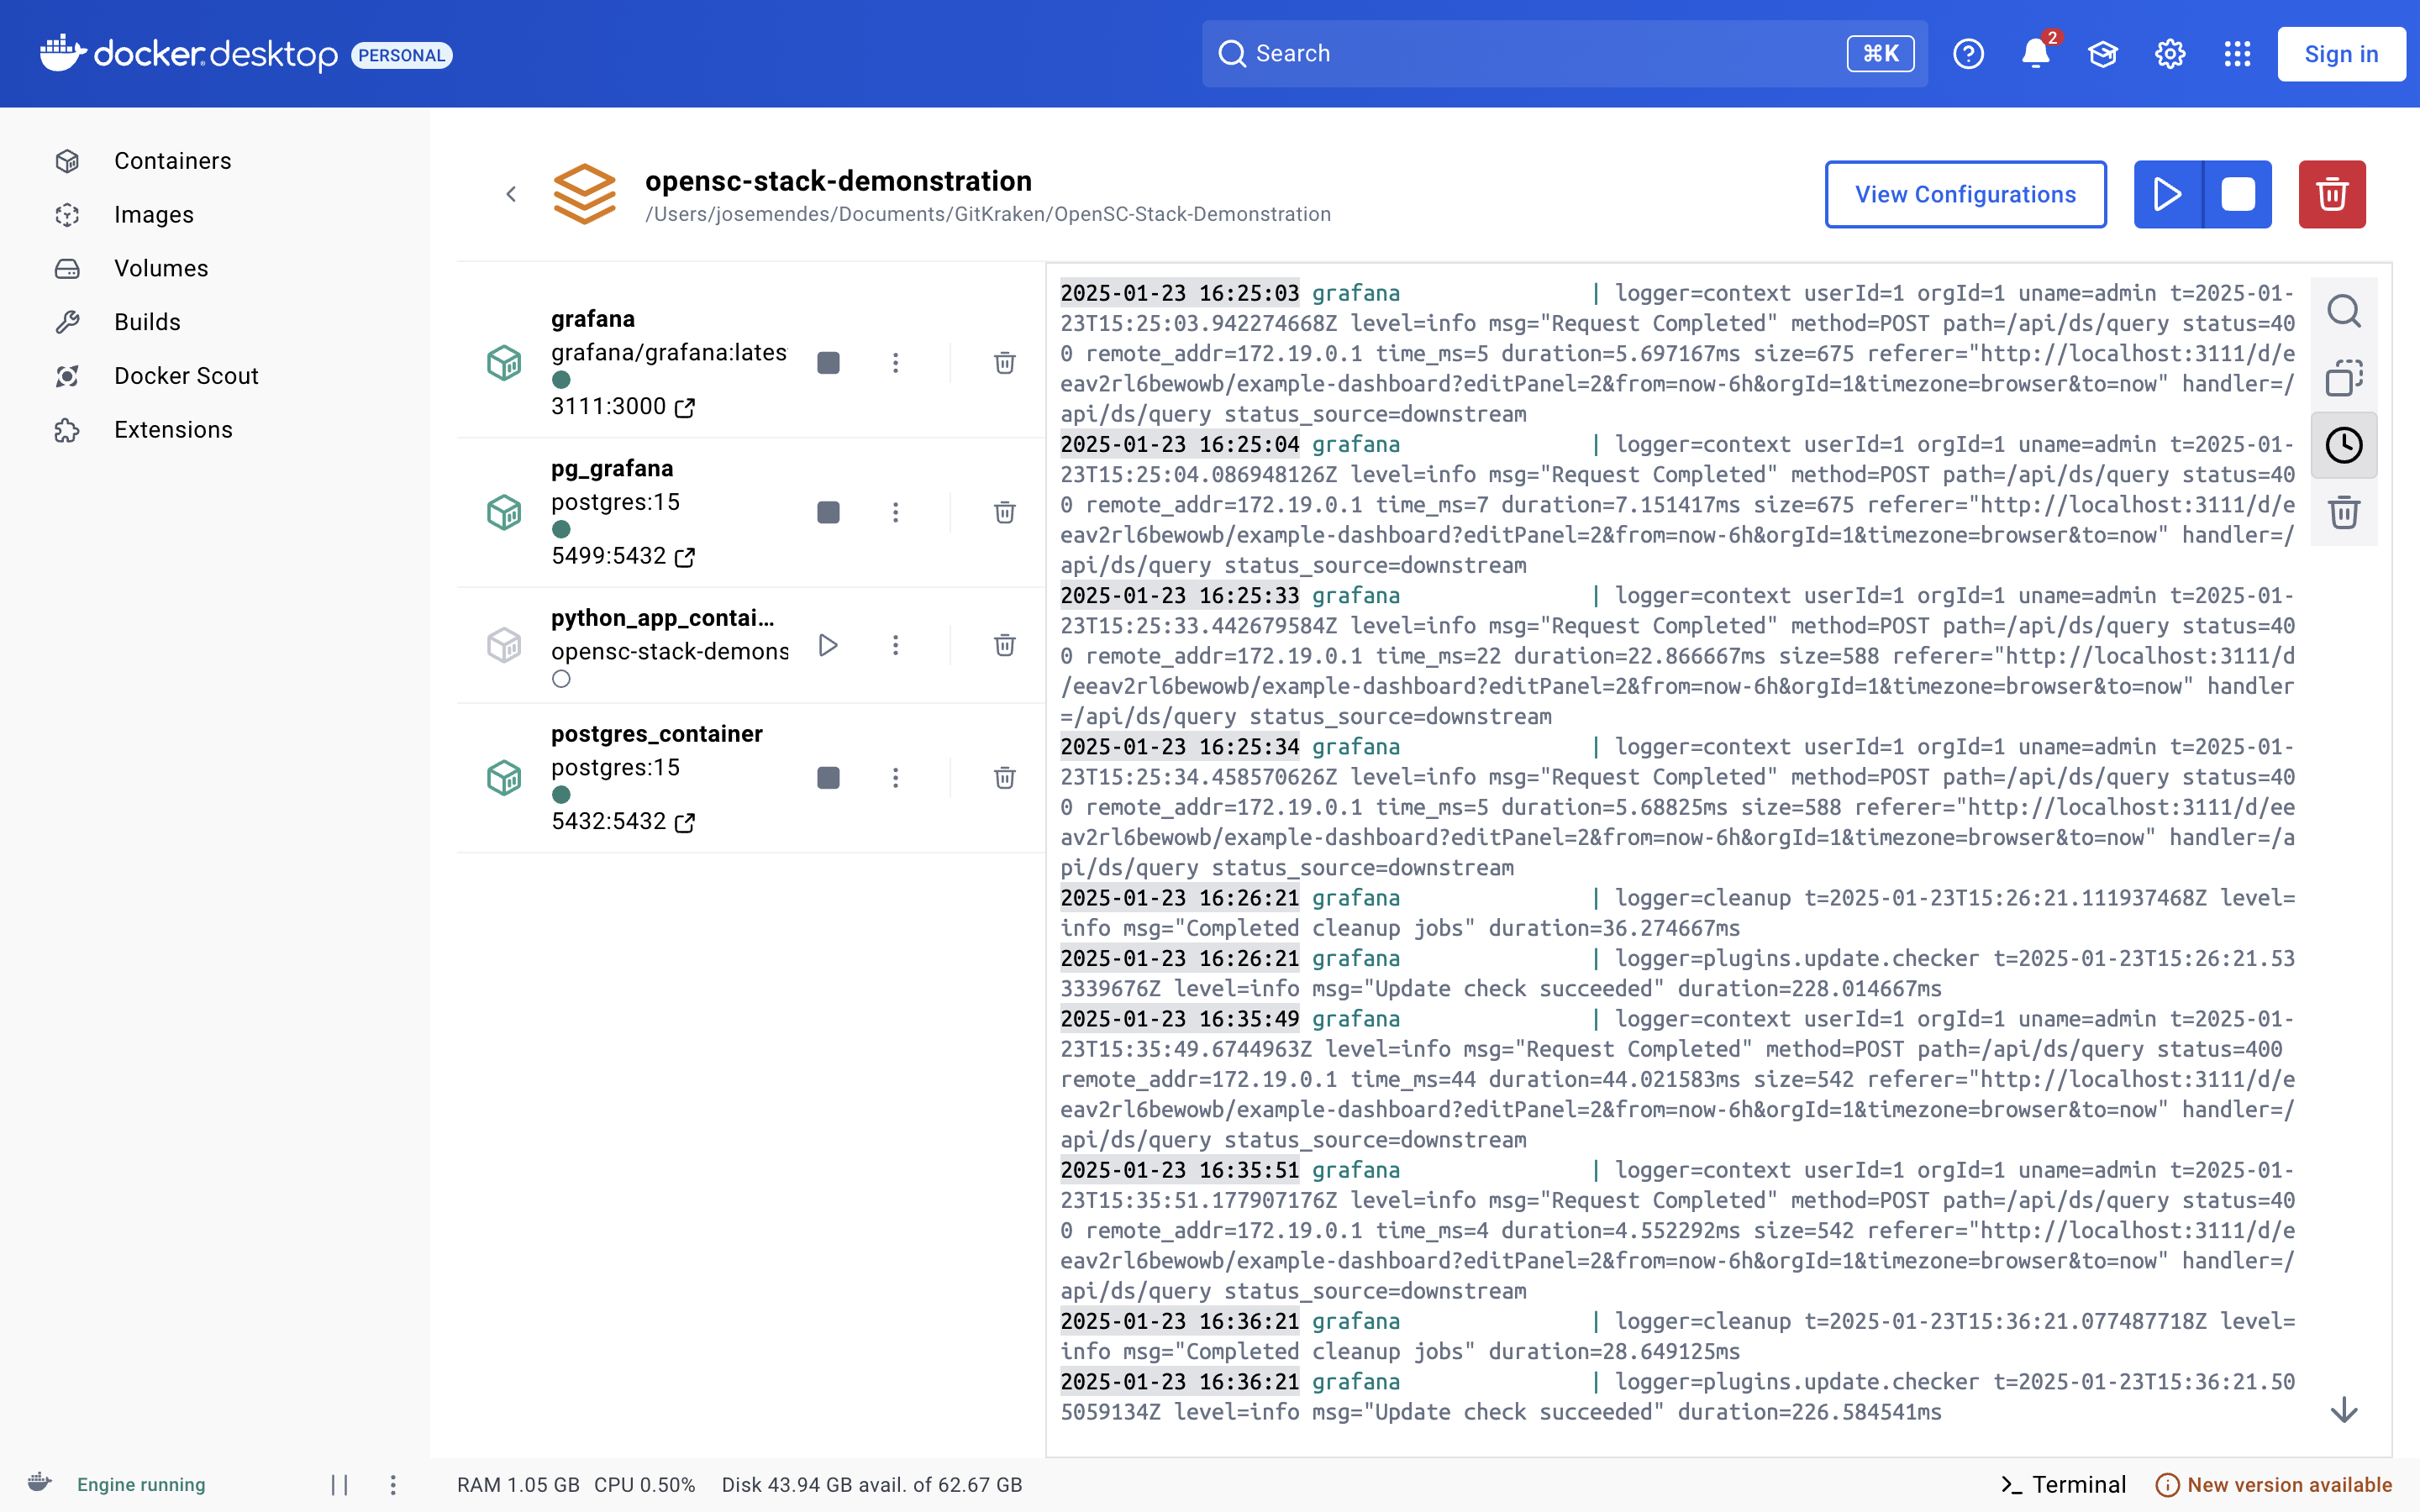 docker.desktop PERSONAL
Search
⌘K
2
Sign in
Containers
Images
Volumes
Builds
Docker Scout
Extensions
opensc-stack-demonstration
/Users/josemendes/Documents/GitKraken/OpenSC-Stack-Demonstration
View Configurations
grafana
grafana/grafana:lates
3111:3000
pg_grafana
postgres:15
5499:5432
python_app_contai...
opensc-stack-demons
postgres_container
postgres:15
5432:5432
2025-01-23 16:25:03 grafana | logger=context userId=1 orgId=1 uname=admin t=2025-01-
23T15:25:03.942274668Z level=info msg="Request Completed" method=POST path=/api/ds/query status=40
0 remote_addr=172.19.0.1 time_ms=5 duration=5.697167ms size=675 referer="http://localhost:3111/d/e
eav2rl6bewowb/example-dashboard?editPanel=2&from=now-6h&orgId=1&timezone=browser&to=now" handler=/
api/ds/query status_source=downstream
2025-01-23 16:25:04 grafana | logger=context userId=1 orgId=1 uname=admin t=2025-01-
23T15:25:04.086948126Z level=info msg="Request Completed" method=POST path=/api/ds/query status=40
0 remote_addr=172.19.0.1 time_ms=7 duration=7.151417ms size=675 referer="http://localhost:3111/d/e
eav2rl6bewowb/example-dashboard?editPanel=2&from=now-6h&orgId=1&timezone=browser&to=now" handler=/
api/ds/query status_source=downstream
2025-01-23 16:25:33 grafana | logger=context userId=1 orgId=1 uname=admin t=2025-01-
23T15:25:33.442679584Z level=info msg="Request Completed" method=POST path=/api/ds/query status=40
0 remote_addr=172.19.0.1 time_ms=22 duration=22.866667ms size=588 referer="http://localhost:3111/d
/eeav2rl6bewowb/example-dashboard?editPanel=2&from=now-6h&orgId=1&timezone=browser&to=now" handler
=/api/ds/query status_source=downstream
2025-01-23 16:25:34 grafana | logger=context userId=1 orgId=1 uname=admin t=2025-01-
23T15:25:34.458570626Z level=info msg="Request Completed" method=POST path=/api/ds/query status=40
0 remote_addr=172.19.0.1 time_ms=5 duration=5.68825ms size=588 referer="http://localhost:3111/d/ee
av2rl6bewowb/example-dashboard?editPanel=2&from=now-6h&orgId=1&timezone=browser&to=now" handler=/a
pi/ds/query status_source=downstream
2025-01-23 16:26:21 grafana | logger=cleanup t=2025-01-23T15:26:21.111937468Z level=
info msg="Completed cleanup jobs" duration=36.274667ms
2025-01-23 16:26:21 grafana | logger=plugins.update.checker t=2025-01-23T15:26:21.53
3339676Z level=info msg="Update check succeeded" duration=228.014667ms
2025-01-23 16:35:49 grafana | logger=context userId=1 orgId=1 uname=admin t=2025-01-
23T15:35:49.6744963Z level=info msg="Request Completed" method=POST path=/api/ds/query status=400
remote_addr=172.19.0.1 time_ms=44 duration=44.021583ms size=542 referer="http://localhost:3111/d/e
eav2rl6bewowb/example-dashboard?editPanel=2&from=now-6h&orgId=1&timezone=browser&to=now" handler=/
api/ds/query status_source=downstream
2025-01-23 16:35:51 grafana | logger=context userId=1 orgId=1 uname=admin t=2025-01-
23T15:35:51.177907176Z level=info msg="Request Completed" method=POST path=/api/ds/query status=40
0 remote_addr=172.19.0.1 time_ms=4 duration=4.552292ms size=542 referer="http://localhost:3111/d/e
eav2rl6bewowb/example-dashboard?editPanel=2&from=now-6h&orgId=1&timezone=browser&to=now" handler=/
api/ds/query status_source=downstream
2025-01-23 16:36:21 grafana | logger=cleanup t=2025-01-23T15:36:21.077487718Z level=
info msg="Completed cleanup jobs" duration=28.649125ms
2025-01-23 16:36:21 grafana | logger=plugins.update.checker t=2025-01-23T15:36:21.50
5059134Z level=info msg="Update check succeeded" duration=226.584541ms
Engine running
RAM 1.05 GB CPU 0.50% Disk 43.94 GB avail. of 62.67 GB
Terminal
New version available